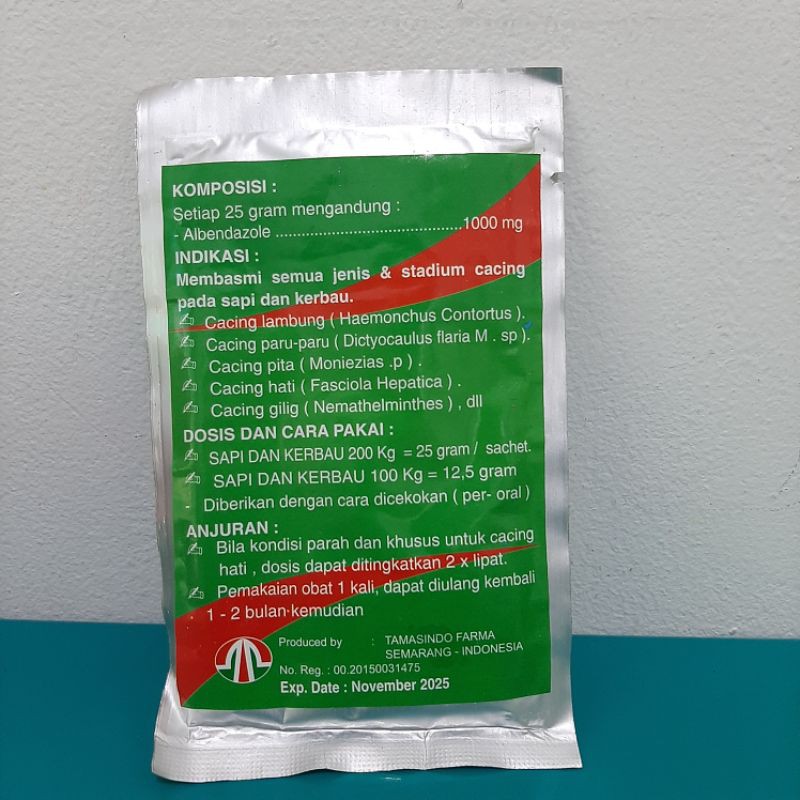 KOMPOSISI :
Setiap 25 gram mengandung :
- Albendazole ..........................................1000 mg
INDIKASI :
Membasmi semua jenis & stadium cacing
pada sapi dan kerbau.
Cacing lambung ( Haemonchus Contortus ).
Cacing paru-paru ( Dictyocaulus flaria M . sp ).
Cacing pita ( Moniezias .p ) .
Cacing hati ( Fasciola Hepatica ) .
Cacing gilig ( Nemathelminthes ) , dll
DOSIS DAN CARA PAKAI :
SAPI DAN KERBAU 200 Kg = 25 gram / sachet.
SAPI DAN KERBAU 100 Kg = 12,5 gram
- Diberikan dengan cara dicekokan ( per- oral )
ANJURAN :
Bila kondisi parah dan khusus untuk cacing
hati , dosis dapat ditingkatkan 2 x lipat.
Pemakaian obat 1 kali, dapat diulang kembali
1 - 2 bulan kemudian
Produced by : TAMASINDO FARMA
SEMARANG - INDONESIA
No. Reg. : 00.20150031475
Exp. Date : November 2025